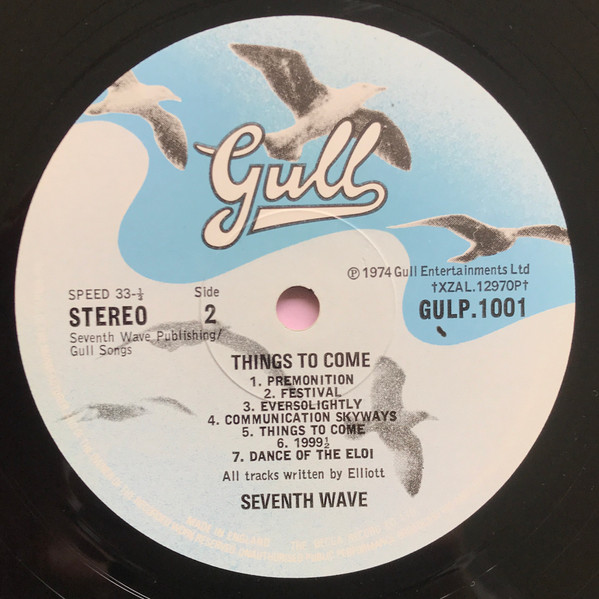 Gull
℗ 1974 Gull Entertainments Ltd
†XZAL.12970P†
GULP.1001
SPEED 33-⅓
Side
STEREO
2
Seventh Wave Publishing/
Gull Songs
THINGS TO COME
1. PREMONITION
2. FESTIVAL
3. EVERSOLIGHTLY
4. COMMUNICATION SKYWAYS
5. THINGS TO COME
6. 1999½
7. DANCE OF THE ELOI
All tracks written by Elliott
SEVENTH WAVE
MADE IN ENGLAND